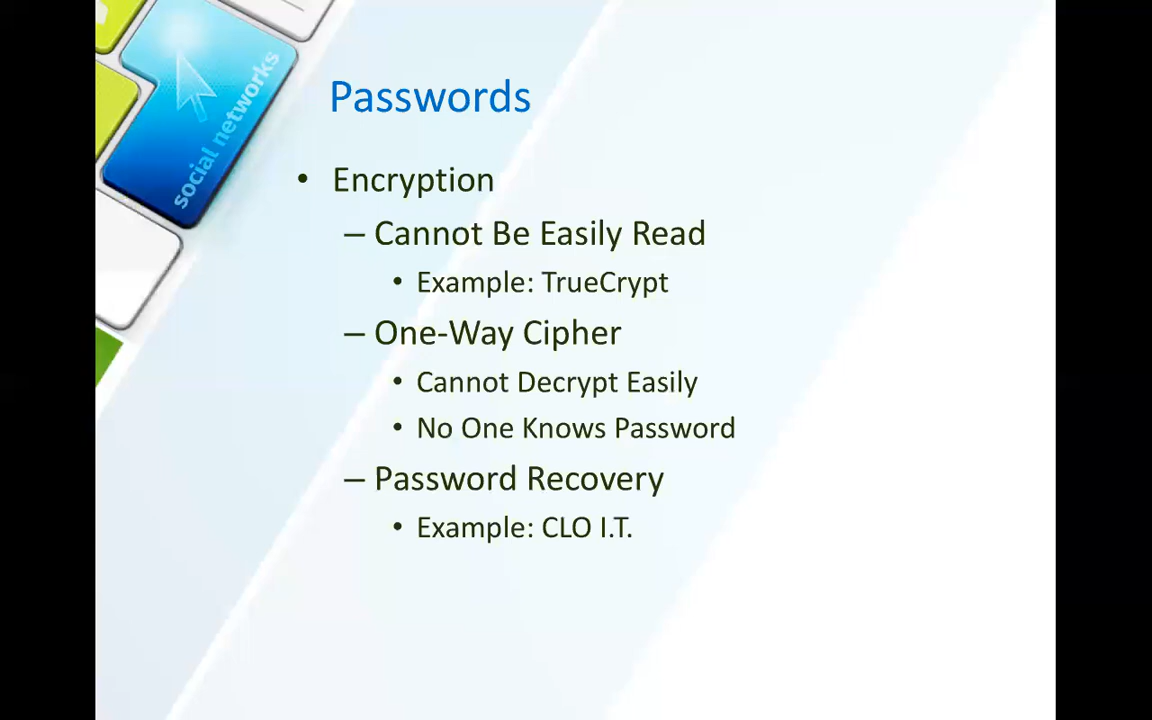 social networks
Passwords
• Encryption
– Cannot Be Easily Read
• Example: TrueCrypt
– One-Way Cipher
• Cannot Decrypt Easily
• No One Knows Password
– Password Recovery
• Example: CLO I.T.